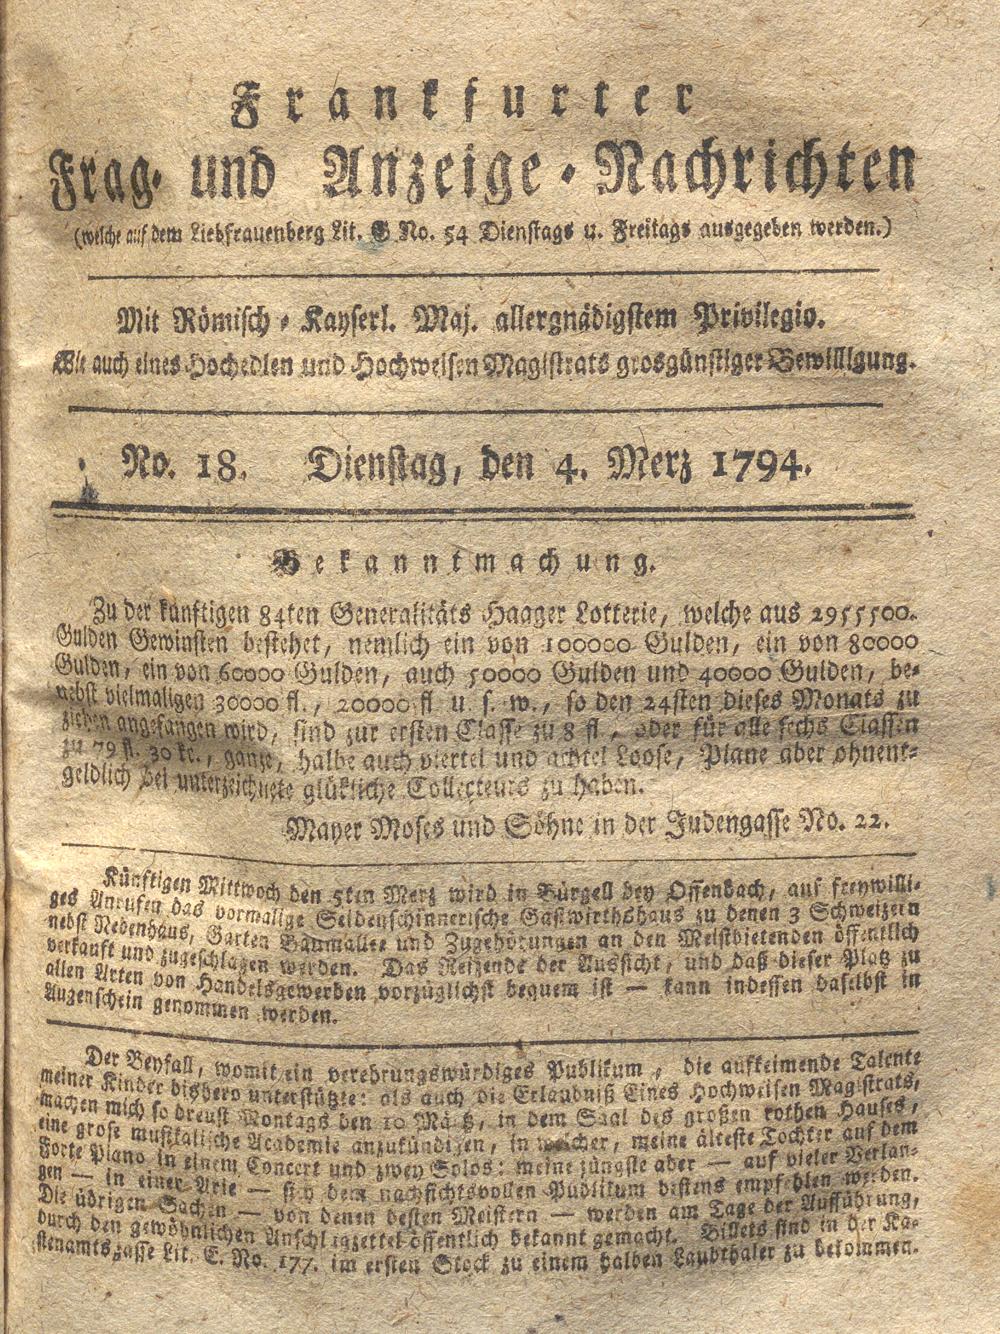 Frankfurter
Frag- und Anzeige-Nachrichten
(welche auf dem Liebfrauenberg Lit. G No. 54 Dienstags u. Freitags ausgegeben werden.)
Mit Römisch-Kayserl. Maj. allergnädigstem Privilegio.
Wie auch eines Hochedlen und Hochweisen Magistrats grosgünstiger Bewilligung.
No. 18. Dienstag, den 4. Merz 1794.
Bekanntmachung.
Zu der künftigen 84ten Generalitäts Haager Lotterie, welche aus 2955500.
Gulden Gewinsten bestehet, nemlich ein von 100000 Gulden, ein von 80000
Gulden, ein von 60000 Gulden, auch 50000 Gulden und 40000 Gulden, be-
nebst vielmaligen 30000 fl., 20000 fl u. s. w., so den 24sten dieses Monats zu
ziehen angefangen wird, sind zur ersten Classe zu 8 fl, oder für alle sechs Classen
zu 79 fl. 30 kr., ganze, halbe auch viertel und achtel Loose, Plane aber ohnent-
geldlich bei unterzeichnete glükliche Collecteurs zu haben.
Mayer Moses und Söhne in der Judengasse No. 22.
Künftigen Mittwoch den 5ten Merz wird in Bürgell bey Offenbach, auf freywilli-
ges Anrufen das vormalige Seidenschinnerische Gastwirthshaus zu denen 3 Schweizern
nebst Nebenhaus, Garten Baumallee und Zugehörungen an den Meistbietenden öffentlich
verkauft und zugeschlagen werden. Das Reizende der Aussicht, und daß dieser Platz zu
allen Arten von Handelsgewerben vorzüglichst bequem ist — kann indessen daselbst in
Augenschein genommen werden.
Der Beyfall, womit ein verehrungswürdiges Publikum, die aufkeimende Talente
meiner Kinder bishero unterstützte: als auch die Erlaubniß Eines Hochweisen Magistrats,
machen mich so dreust Montags den 10 Märtz, in dem Saal des großen rothen Hauses,
eine grose musikalische Academie anzukündigen, in welcher, meine älteste Tochter auf dem
Forte Piano in einem Concert und zwey Solos: meine jüngste aber — auf vieler Verlan-
gen — in einer Arie — sich dem nachsichtsvollen Publikum bestens empfehlen werden.
Die übrigen Sachen — von denen besten Meistern — werden am Tage der Aufführung,
durch den gewöhnlichen Anschlagzettel öffentlich bekannt gemacht. Billets sind in der Ka-
stenamtsgasse Lit. E. No. 177. im ersten Stock zu einem halben Laubthaler zu bekommen.